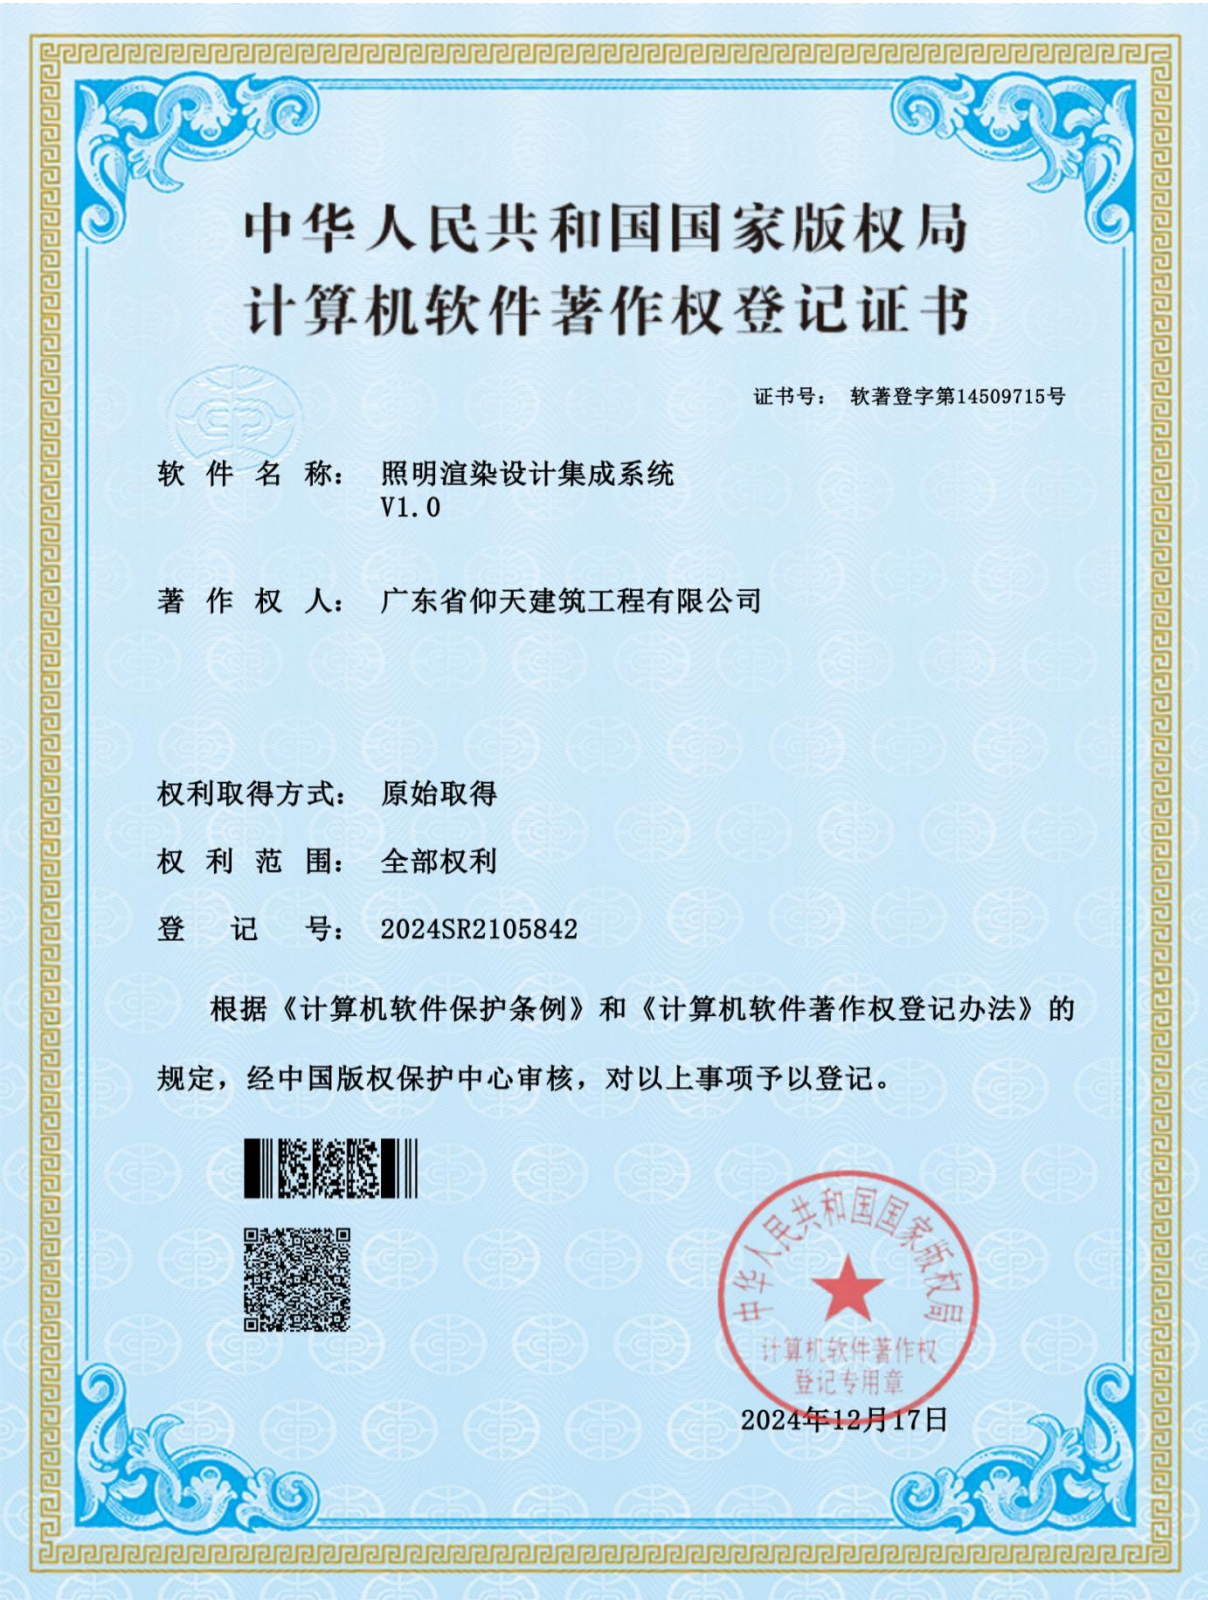 中华人民共和国国家版权局
计算机软件著作权登记证书
证书号： 软著登字第14509715号
软件名称： 照明渲染设计集成系统
V1.0
著作权人： 广东省仰天建筑工程有限公司
权利取得方式： 原始取得
权利范围： 全部权利
登记号： 2024SR2105842
根据《计算机软件保护条例》和《计算机软件著作权登记办法》的
规定，经中国版权保护中心审核，对以上事项予以登记。
中华人民共和国国家版权局
计算机软件著作权
登记专用章
2024年12月17日